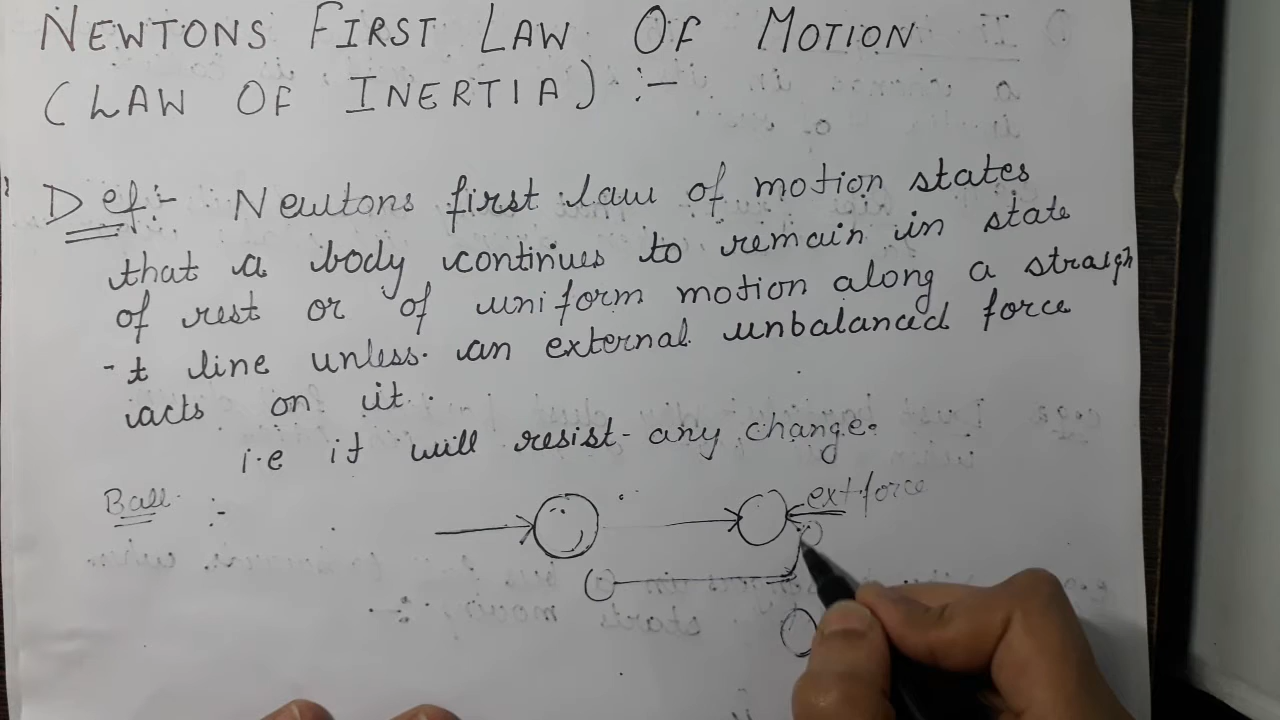 NEWTONS FIRST LAW OF MOTION
(LAW OF INERTIA) :-
Def:- Newtons first law of motion states
that a body continues to remain in state
of rest or of uniform motion along a straigh
-t line unless an external unbalanced force
acts on it.
i.e it will resist any change.
Ball :-
ext force